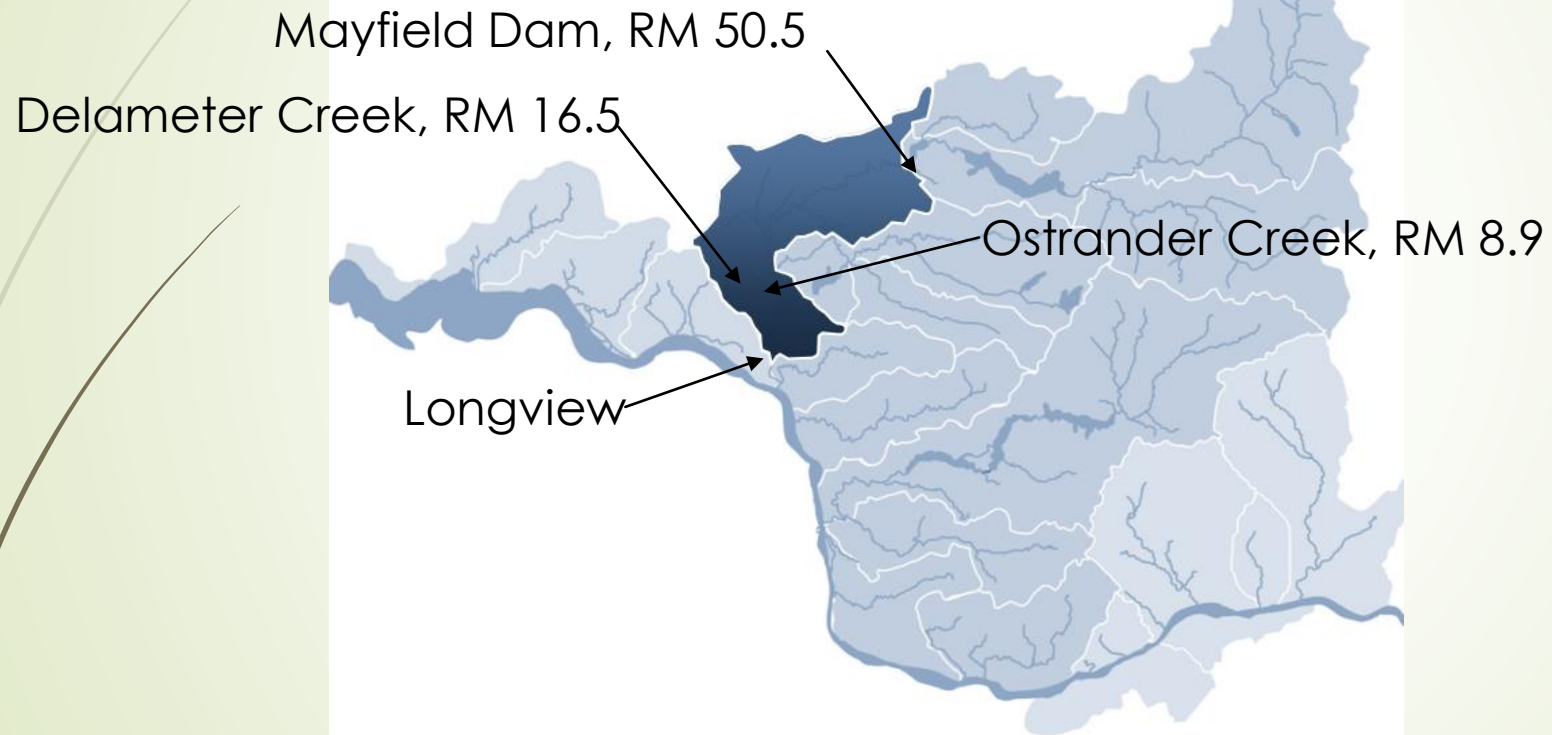 Mayfield Dam, RM 50.5
Delameter Creek, RM 16.5
Ostrander Creek, RM 8.9
Longview